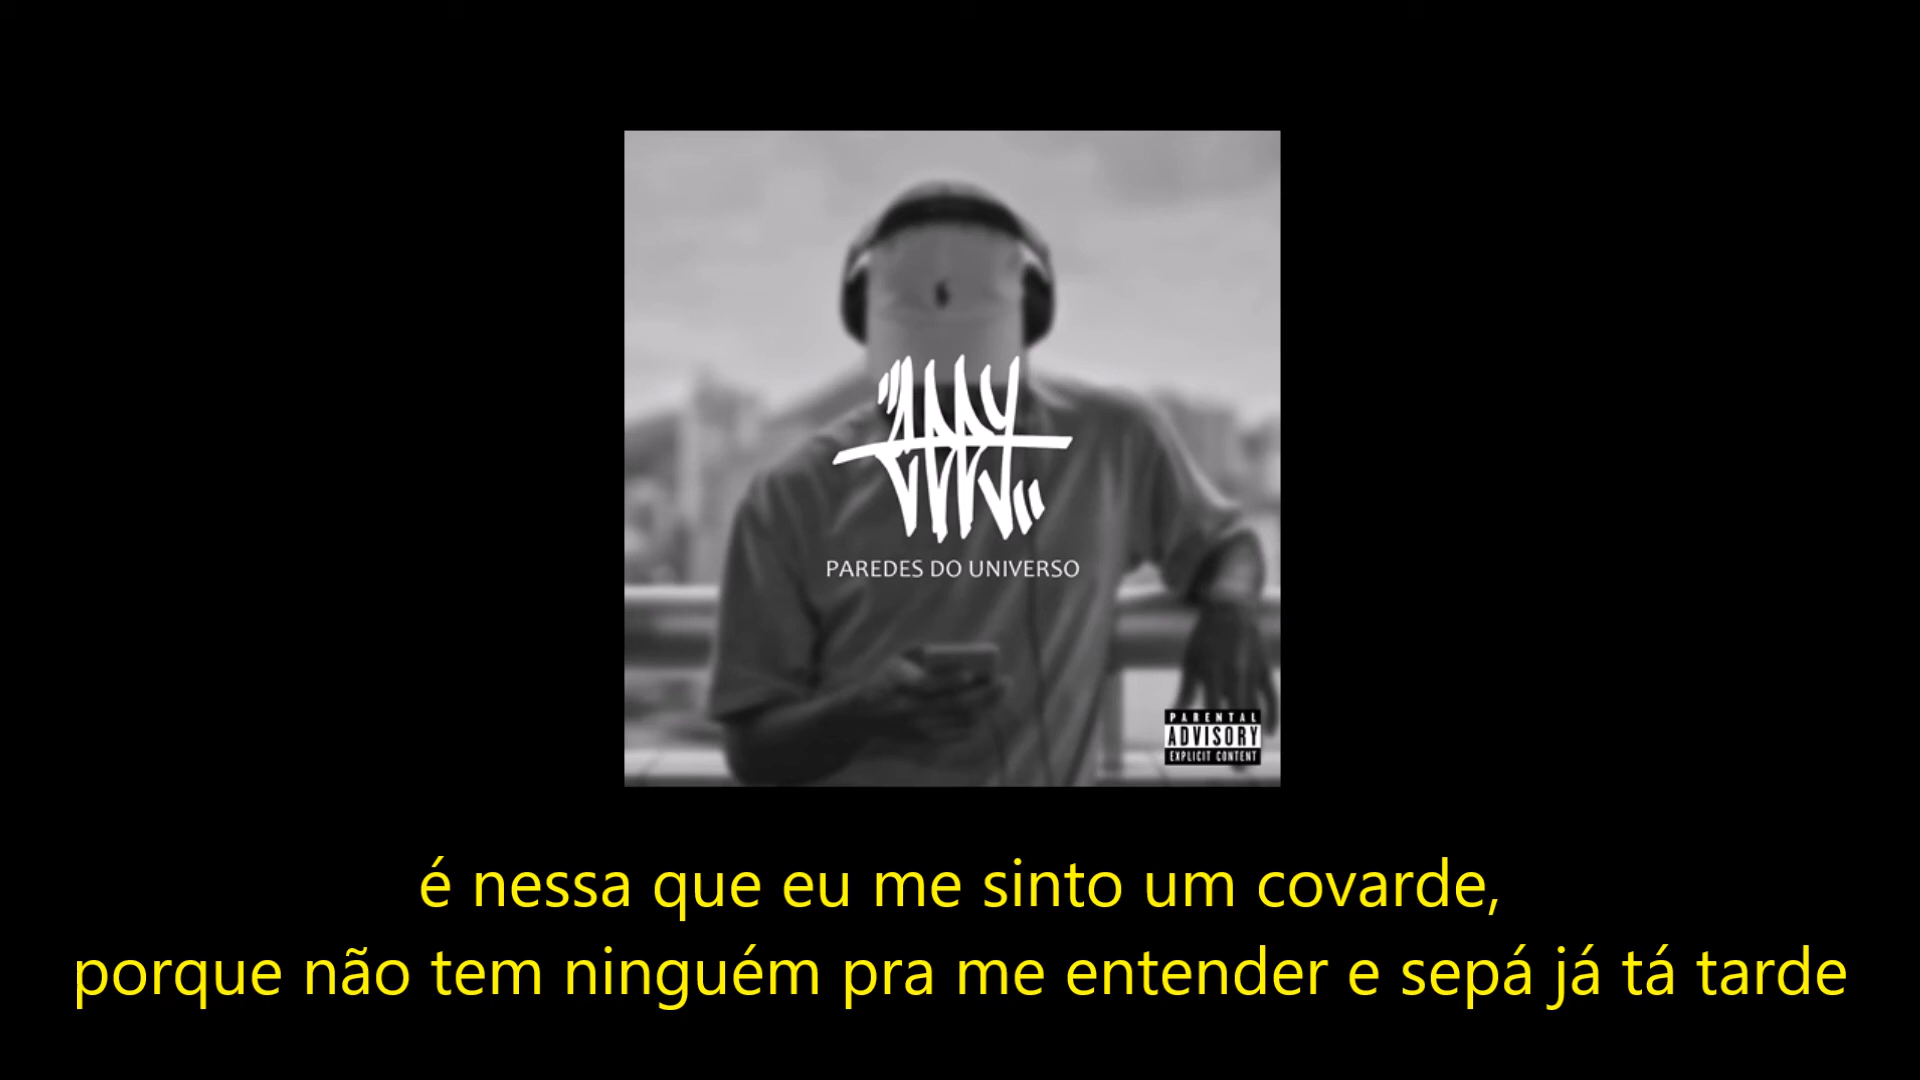 PAREDES DO UNIVERSO
PARENTAL
ADVISORY
EXPLICIT CONTENT
é nessa que eu me sinto um covarde,
porque não tem ninguém pra me entender e sepá já tá tarde